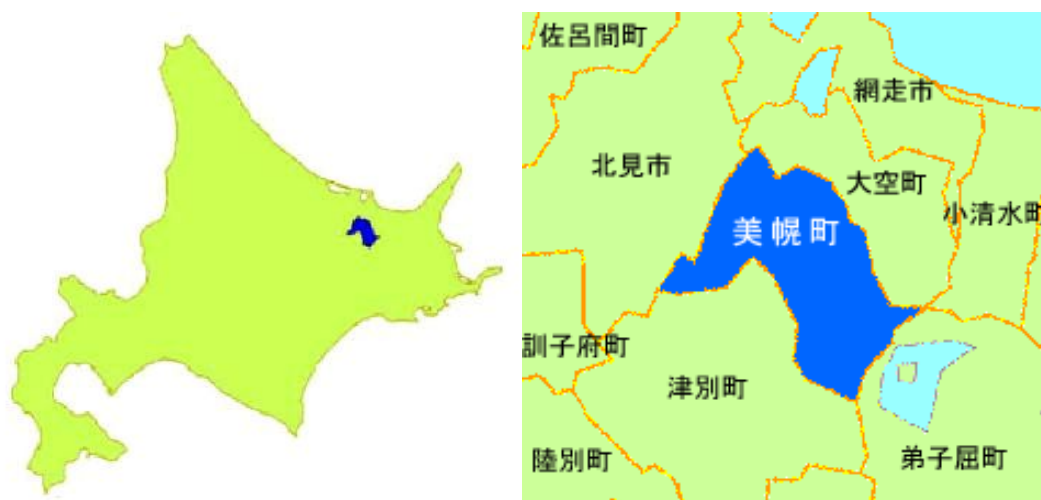 佐呂間町
網走市
北見市
大空町
美幌町
小清水町
訓子府町
津別町
陸別町
弟子屈町